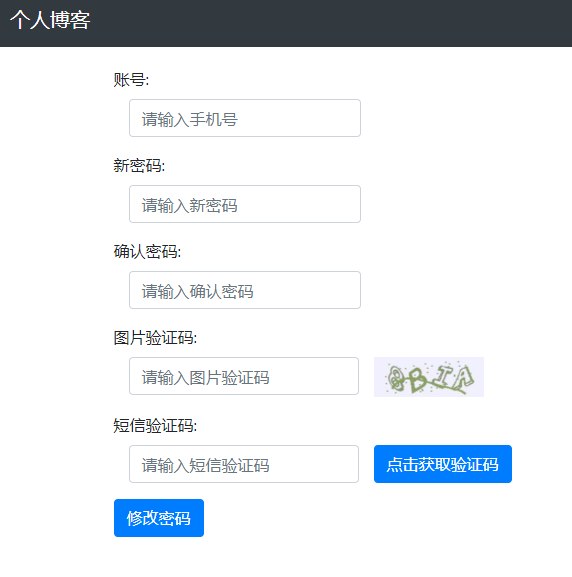 个人博客
账号:
请输入手机号
新密码:
请输入新密码
确认密码:
请输入确认密码
图片验证码:
请输入图片验证码
短信验证码:
请输入短信验证码 点击获取验证码
修改密码